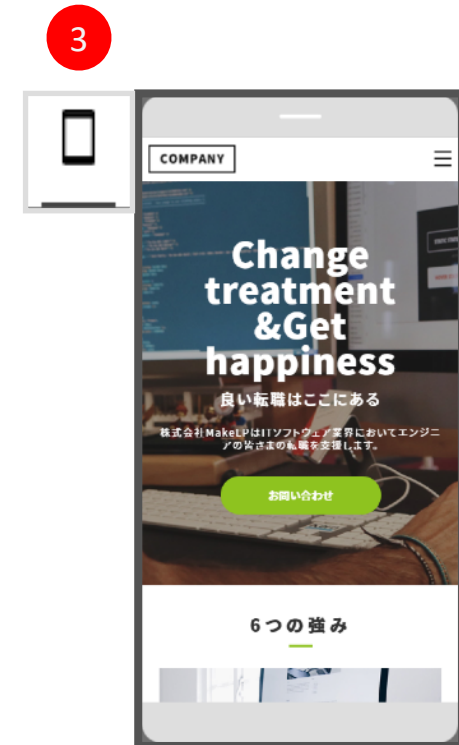 3
COMPANY
Change
treatment
&Get
happiness
良い転職はここにある
株式会社MakeLPはITソフトウェア業界においてエンジニ
アの皆さまの転職を支援します。
お問い合わせ
6つの強み